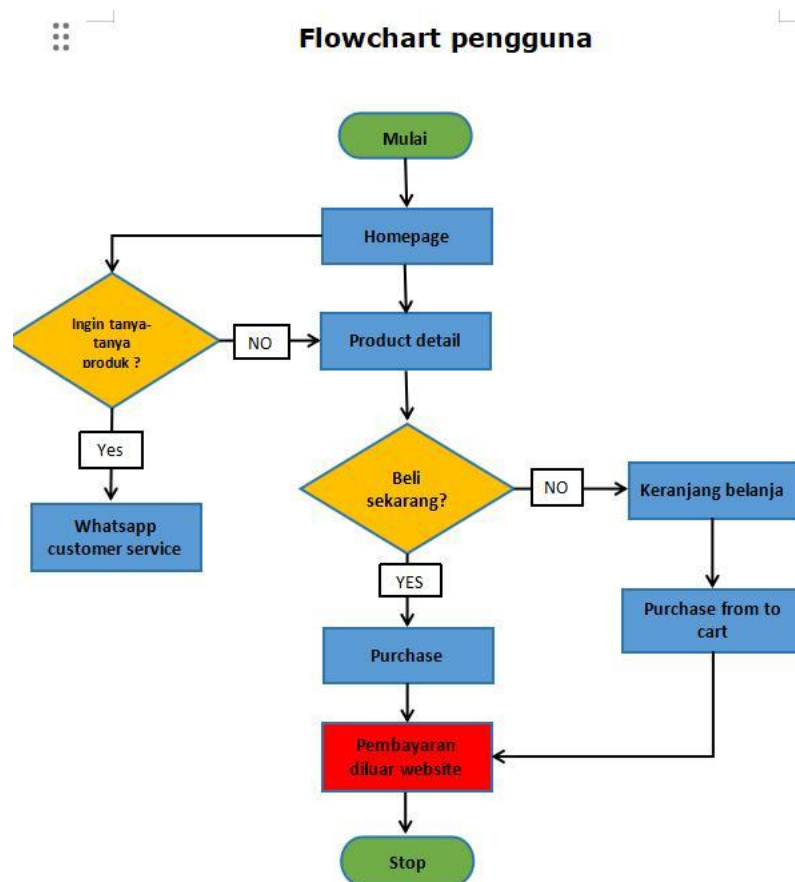 Flowchart pengguna
Mulai
Homepage
Ingin tanya-
tanya
produk ?
NO
Product detail
Yes
Beli
sekarang?
NO
Keranjang belanja
Whatsapp
customer service
YES
Purchase from to
cart
Purchase
Pembayaran
diluar website
Stop